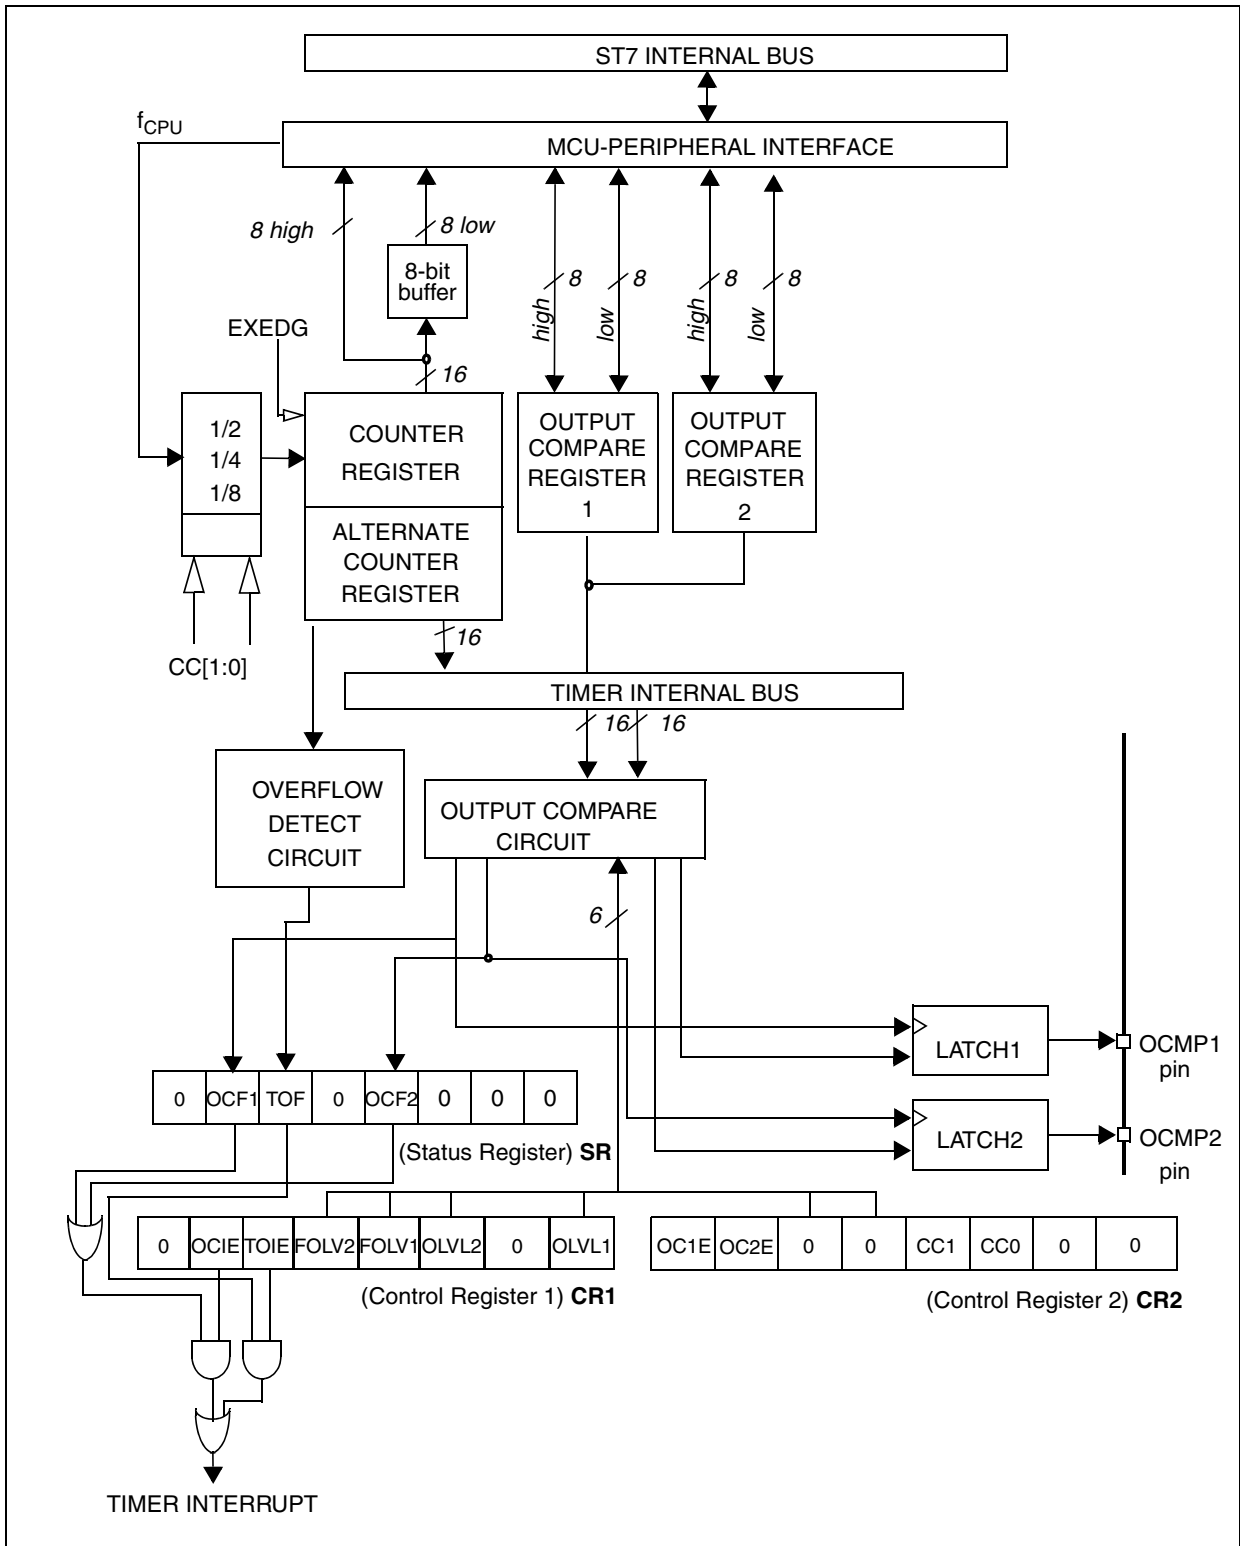 ST7 INTERNAL BUS
fCPU
MCU-PERIPHERAL INTERFACE
8 high
8 low
8-bit
buffer
8
8
8
8
high
low
high
low
EXEDG
16
1/2
1/4
1/8
COUNTER
REGISTER
OUTPUT
COMPARE
REGISTER
1
OUTPUT
COMPARE
REGISTER
2
ALTERNATE
COUNTER
REGISTER
16
CC[1:0]
TIMER INTERNAL BUS
16
16
OVERFLOW
DETECT
CIRCUIT
OUTPUT COMPARE
CIRCUIT
6
LATCH1
OCMP1
pin
0 OCF1 TOF 0 OCF2 0 0 0
(Status Register) SR
LATCH2
OCMP2
pin
0 OCIE TOIE FOLV2 FOLV1 OLVL2 0 OLVL1
(Control Register 1) CR1
OC1E OC2E 0 0 CC1 CC0 0 0
(Control Register 2) CR2
TIMER INTERRUPT